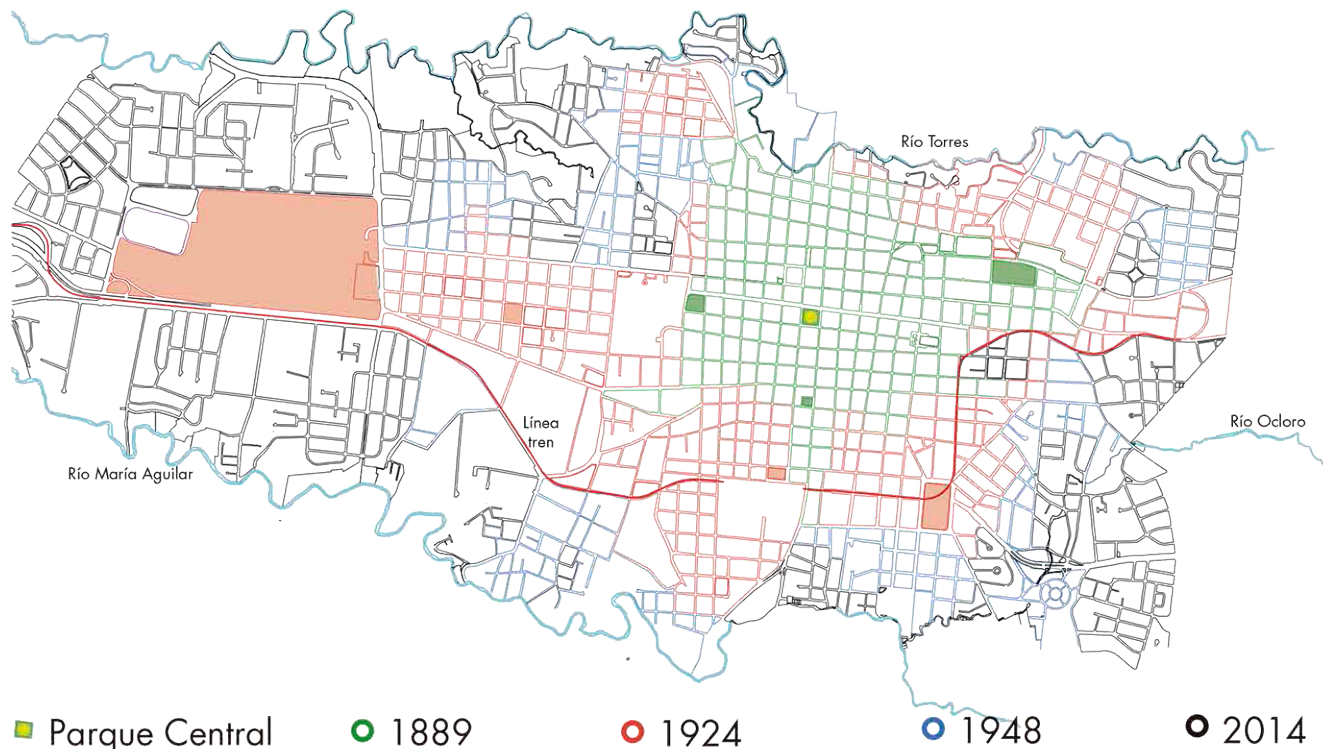 Río Torres
Río Ocloro
Línea
tren
Río María Aguilar
Parque Central
1889
1924
1948
2014